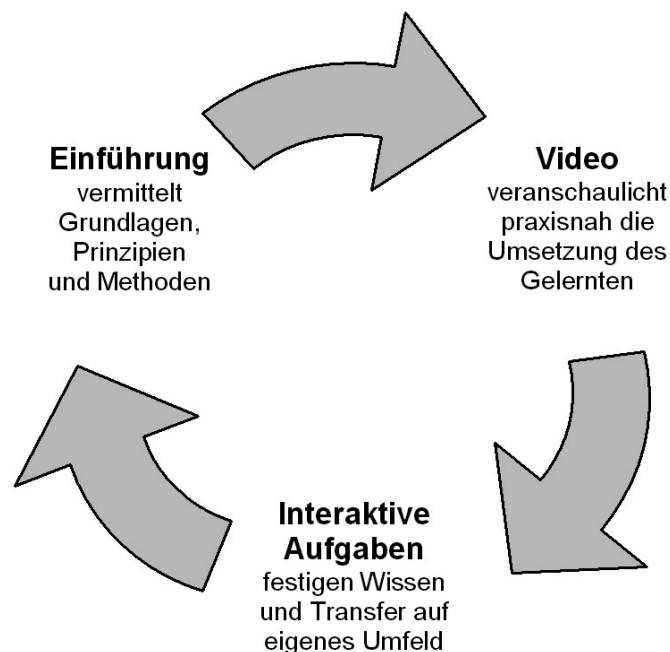 Einführung
vermittelt
Grundlagen,
Prinzipien
und Methoden
Video
veranschaulicht
praxisnah die
Umsetzung des
Gelernten
Interaktive
Aufgaben
festigen Wissen
und Transfer auf
eigenes Umfeld